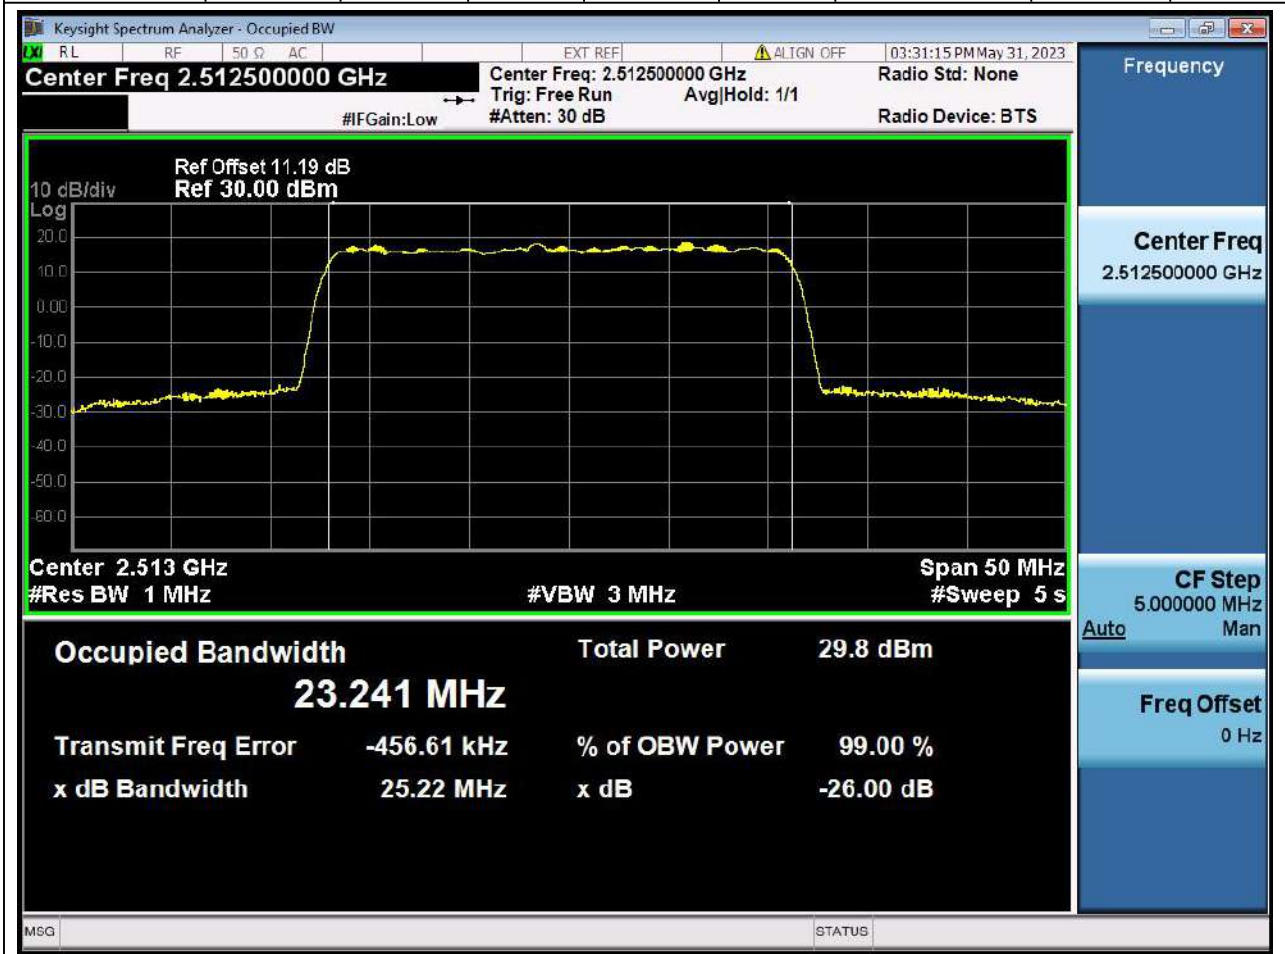 Keysight Spectrum Analyzer - Occupied BW
LXI RL RF 50 Ω AC EXT REF ALIGN OFF 03:31:15 PM May 31, 2023
Center Freq 2.512500000 GHz
Center Freq: 2.512500000 GHz
Radio Std: None
Trig: Free Run Avg|Hold: 1/1
#IFGain:Low
#Atten: 30 dB
Radio Device: BTS
Ref Offset 11.19 dB
10 dB/div Ref 30.00 dBm
Log
20.0
10.0
0.00
-10.0
-20.0
-30.0
-40.0
-50.0
-60.0
Center 2.513 GHz Span 50 MHz
#Res BW 1 MHz #VBW 3 MHz #Sweep 5 s
Occupied Bandwidth Total Power 29.8 dBm
23.241 MHz
Transmit Freq Error -456.61 kHz % of OBW Power 99.00 %
x dB Bandwidth 25.22 MHz x dB -26.00 dB
Frequency
Center Freq
2.512500000 GHz
CF Step
5.000000 MHz
Auto Man
Freq Offset
0 Hz
MSG STATUS